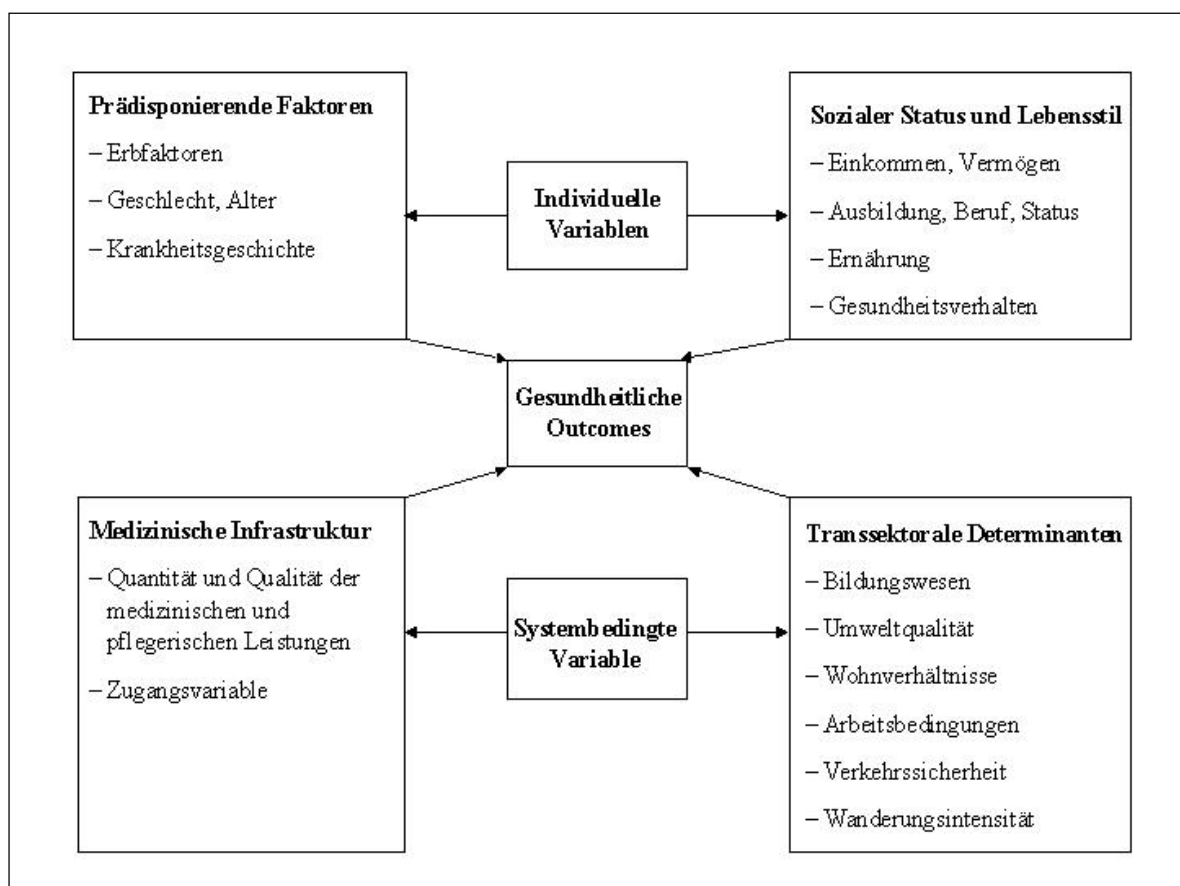 Prädisponierende Faktoren
– Erbfaktoren
– Geschlecht, Alter
– Krankheitsgeschichte
Individuelle
Variablen
Sozialer Status und Lebensstil
– Einkommen, Vermögen
– Ausbildung, Beruf, Status
– Ernährung
– Gesundheitsverhalten
Gesundheitliche
Outcomes
Medizinische Infrastruktur
– Quantität und Qualität der
medizinischen und
pflegerischen Leistungen
– Zugangsvariable
Systembedingte
Variable
Transsektorale Determinanten
– Bildungswesen
– Umweltqualität
– Wohnverhältnisse
– Arbeitsbedingungen
– Verkehrssicherheit
– Wanderungsintensität